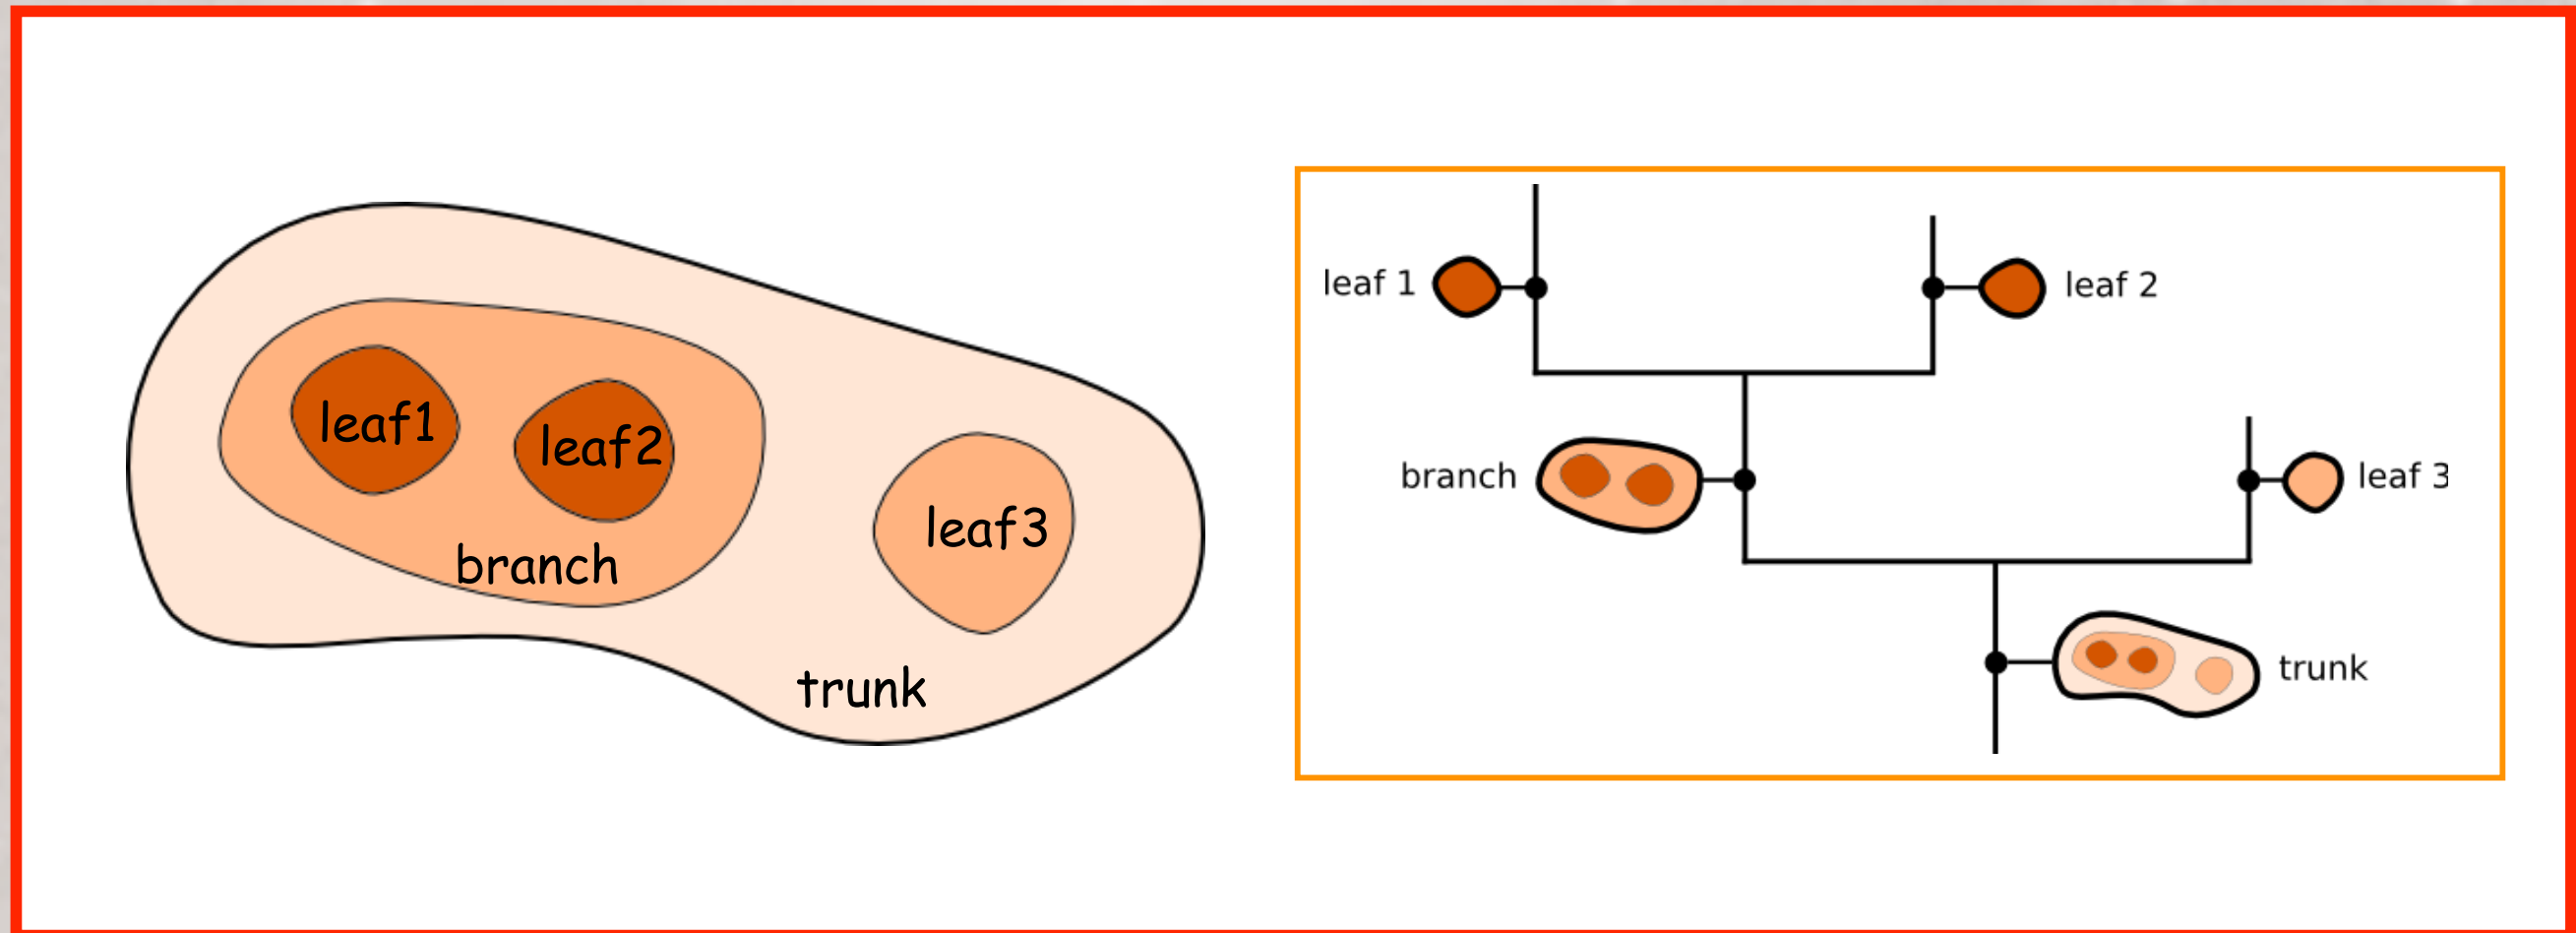 leaf1
leaf2
leaf3
branch
trunk
leaf 1
leaf 2
branch
leaf 3
trunk